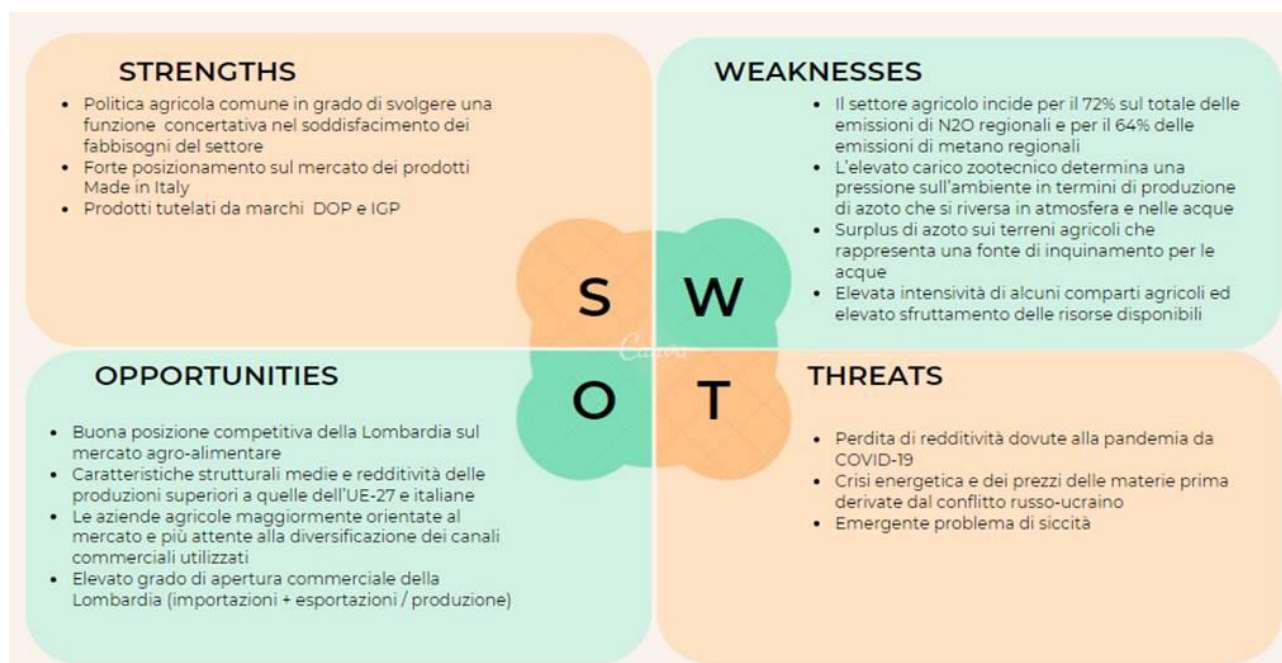 STRENGTHS
• Politica agricola comune in grado di svolgere una
funzione concertativa nel soddisfacimento dei
fabbisogni del settore
• Forte posizionamento sul mercato dei prodotti
Made in Italy
• Prodotti tutelati da marchi DOP e IGP
WEAKNESSES
• Il settore agricolo incide per il 72% sul totale delle
emissioni di N2O regionali e per il 64% delle
emissioni di metano regionali
• L'elevato carico zootecnico determina una
pressione sull'ambiente in termini di produzione
di azoto che si riversa in atmosfera e nelle acque
• Surplus di azoto sui terreni agricoli che
rappresenta una fonte di inquinamento per le
acque
• Elevata intensività di alcuni comparti agricoli ed
elevato sfruttamento delle risorse disponibili
S
W
Canva
O
T
OPPORTUNITIES
• Buona posizione competitiva della Lombardia sul
mercato agro-alimentare
• Caratteristiche strutturali medie e redditività delle
produzioni superiori a quelle dell'UE-27 e italiane
• Le aziende agricole maggiormente orientate al
mercato e più attente alla diversificazione dei canali
commerciali utilizzati
• Elevato grado di apertura commerciale della
Lombardia (importazioni + esportazioni / produzione)
THREATS
• Perdita di redditività dovute alla pandemia da
COVID-19
• Crisi energetica e dei prezzi delle materie prima
derivate dal conflitto russo-ucraino
• Emergente problema di siccità